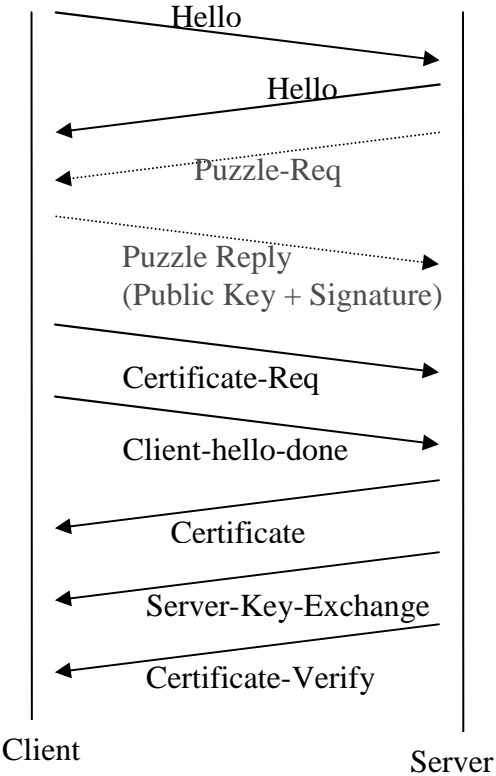 Hello
Hello
Puzzle-Req
Puzzle Reply
(Public Key + Signature)
Certificate-Req
Client-hello-done
Certificate
Server-Key-Exchange
Certificate-Verify
Client
Server